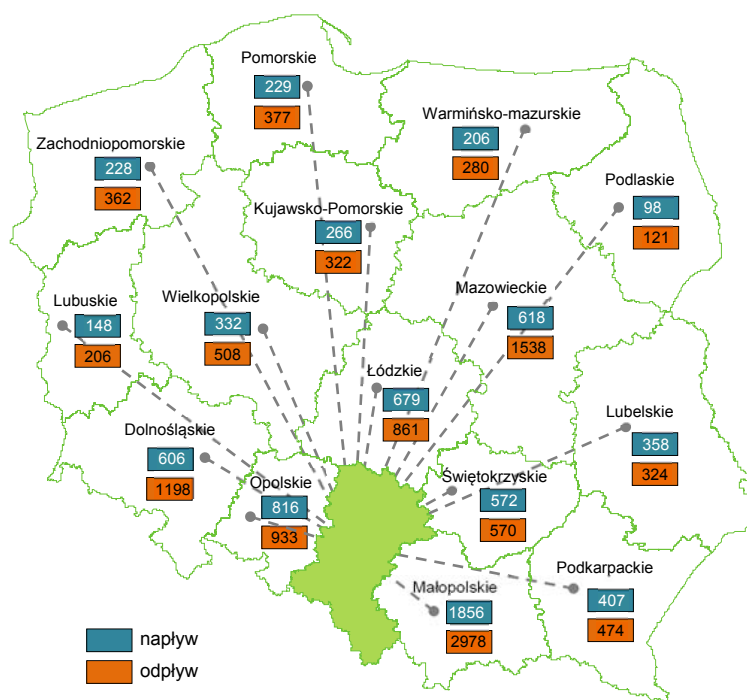 Pomorskie
229
377
Warmińsko-mazurskie
206
280
Zachodniopomorskie
228
362
Podlaskie
98
121
Kujawsko-Pomorskie
266
322
Mazowieckie
618
1538
Lubuskie
148
206
Wielkopolskie
332
508
Łódzkie
679
861
Lubelskie
358
324
Dolnośląskie
606
1198
Opolskie
816
933
Świętokrzyskie
572
570
Podkarpackie
407
474
Małopolskie
1856
2978
napływ
odpływ